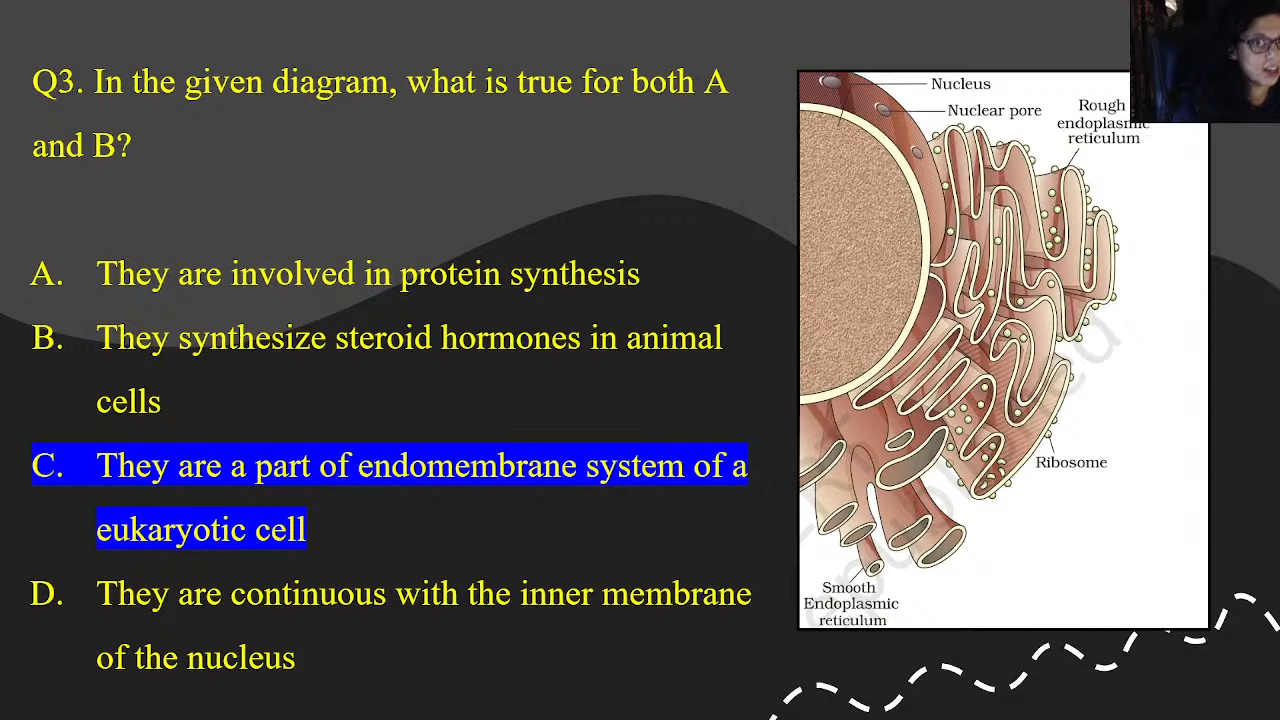 Q3. In the given diagram, what is true for both A
and B?
A. They are involved in protein synthesis
B. They synthesize steroid hormones in animal
cells
C. They are a part of endomembrane system of a
eukaryotic cell
D. They are continuous with the inner membrane
of the nucleus
Nucleus
Nuclear pore
Rough
endoplasmic
reticulum
Ribosome
Smooth
Endoplasmic
reticulum